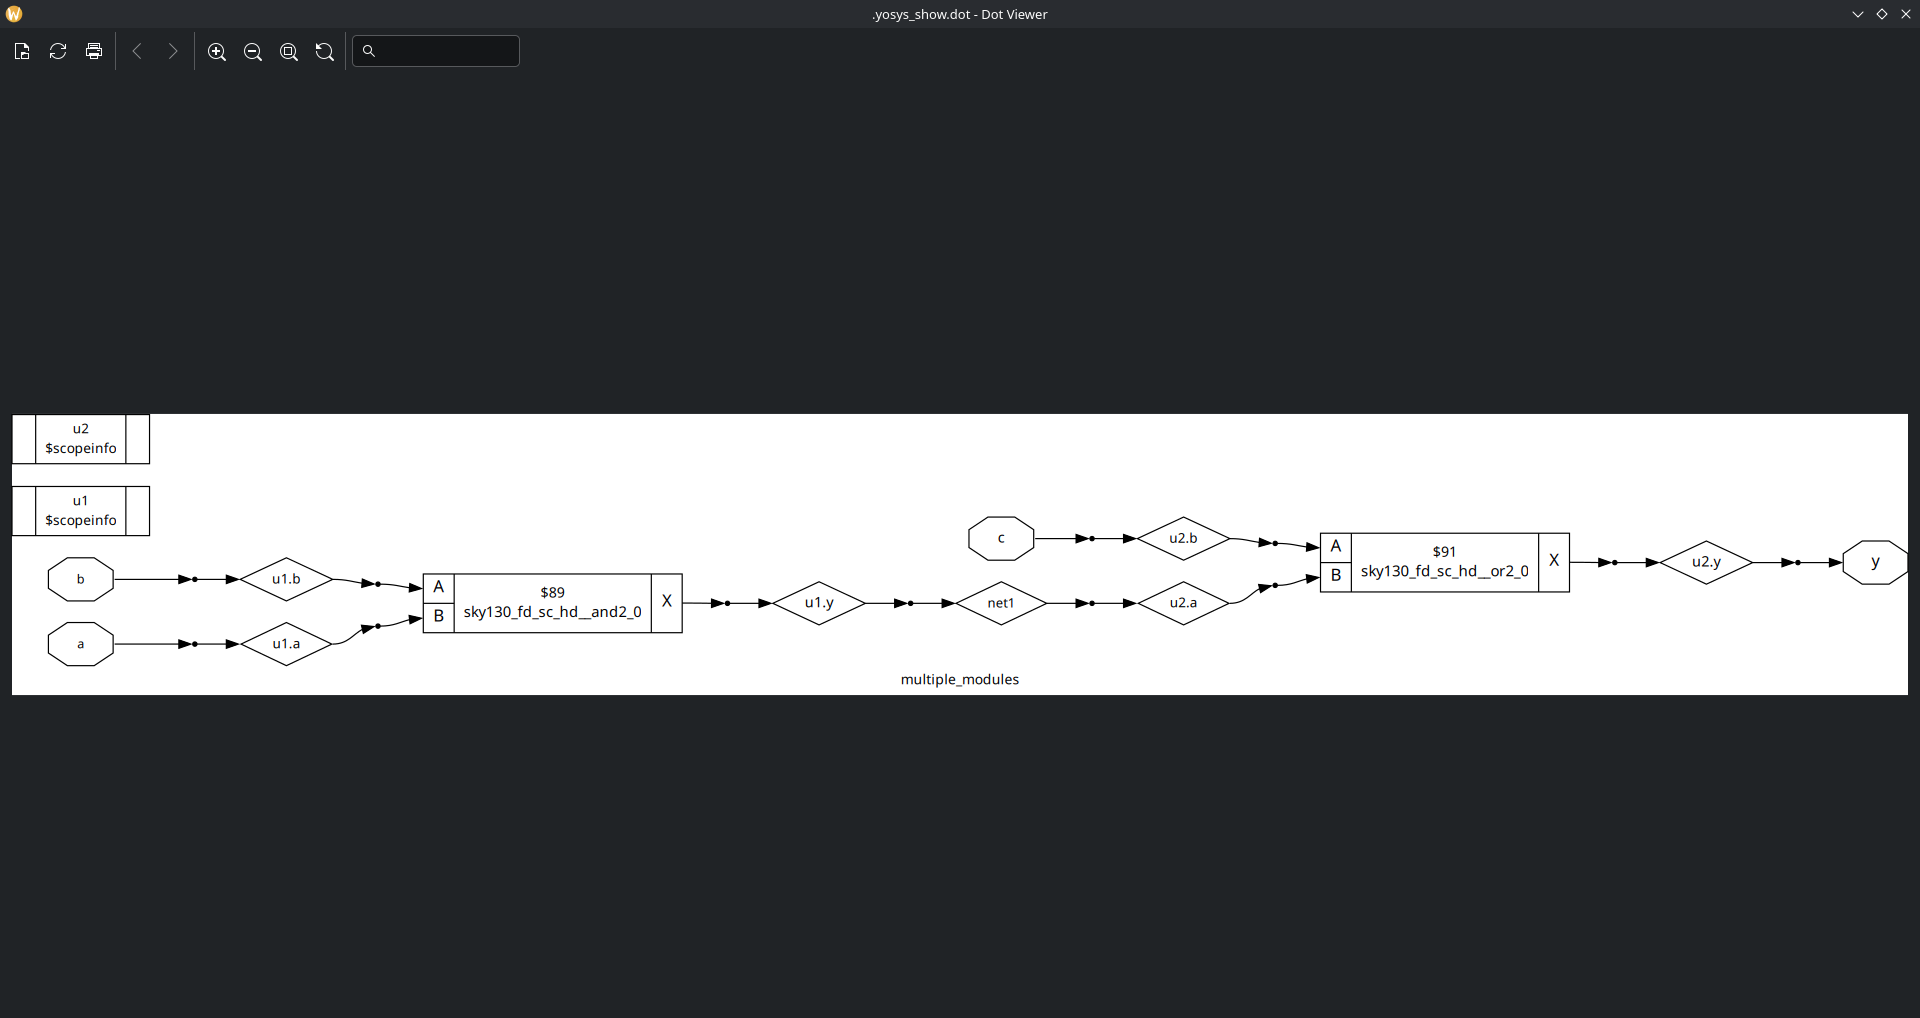 .yosys_show.dot - Dot Viewer
u2
$scopeinfo
u1
$scopeinfo
b
u1.b
a
u1.a
A
B
$89
sky130_fd_sc_hd__and2_0
X
u1.y
c
net1
u2.b
u2.a
A
B
$91
sky130_fd_sc_hd__or2_0
X
u2.y
y
multiple_modules